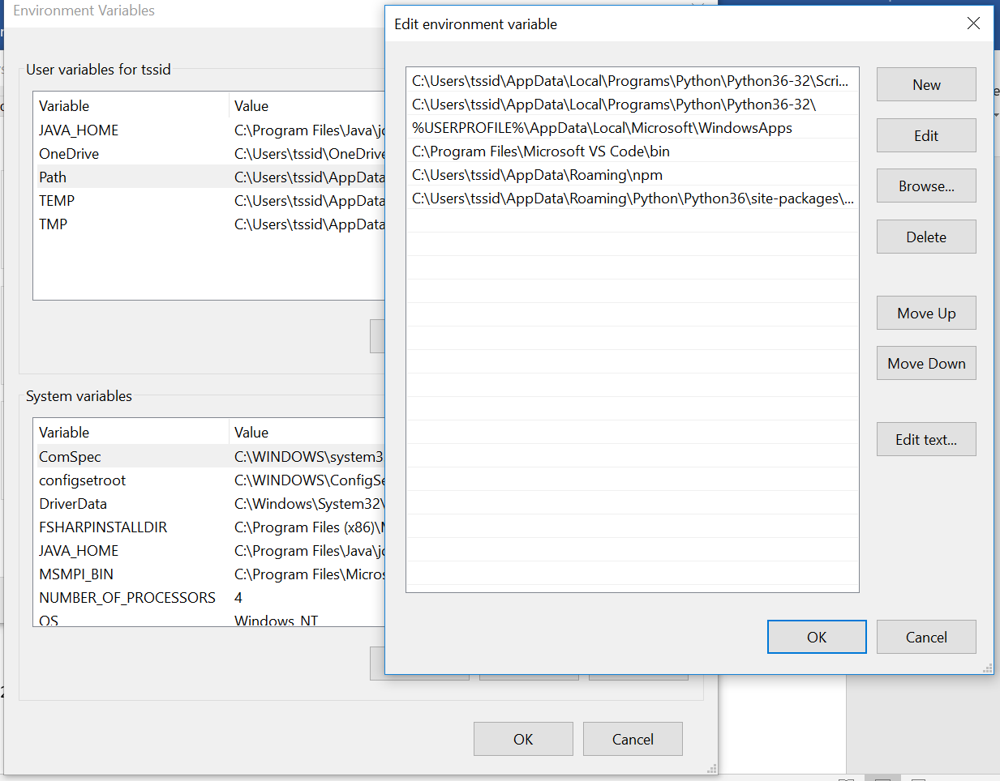 Environment Variables
User variables for tssid
Variable Value
JAVA_HOME C:\Program Files\Java\jc
OneDrive C:\Users\tssid\OneDrive
Path C:\Users\tssid\AppData
TEMP C:\Users\tssid\AppData
TMP C:\Users\tssid\AppData
System variables
Variable Value
ComSpec C:\WINDOWS\system3
configsetroot C:\WINDOWS\ConfigSe
DriverData C:\Windows\System32\
FSHARPINSTALLDIR C:\Program Files (x86)\
JAVA_HOME C:\Program Files\Java\jc
MSMPI_BIN C:\Program Files\Micros
NUMBER_OF_PROCESSORS 4
OS Windows_NT
OK Cancel
Edit environment variable
C:\Users\tssid\AppData\Local\Programs\Python\Python36-32\Scri...
C:\Users\tssid\AppData\Local\Programs\Python\Python36-32\
%USERPROFILE%\AppData\Local\Microsoft\WindowsApps
C:\Program Files\Microsoft VS Code\bin
C:\Users\tssid\AppData\Roaming\npm
C:\Users\tssid\AppData\Roaming\Python\Python36\site-packages\...
New
Edit
Browse...
Delete
Move Up
Move Down
Edit text...
OK Cancel